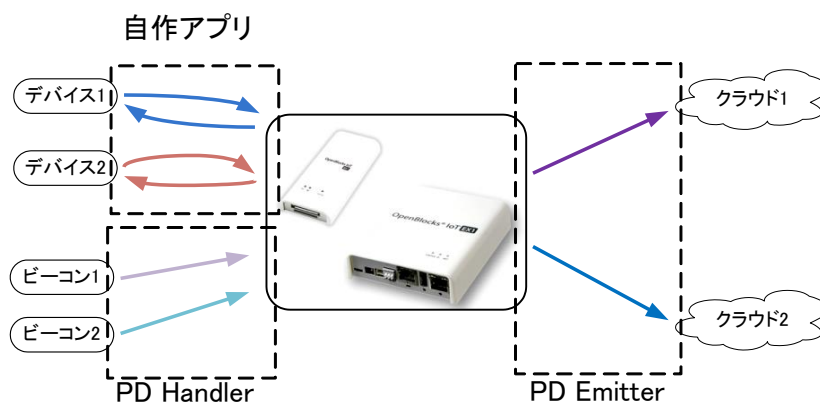 自作アプリ
デバイス1
デバイス2
ビーコン1
ビーコン2
PD Handler
OpenBlocks
OpenBlocks™ IoT EX1
PD Emitter
クラウド1
クラウド2